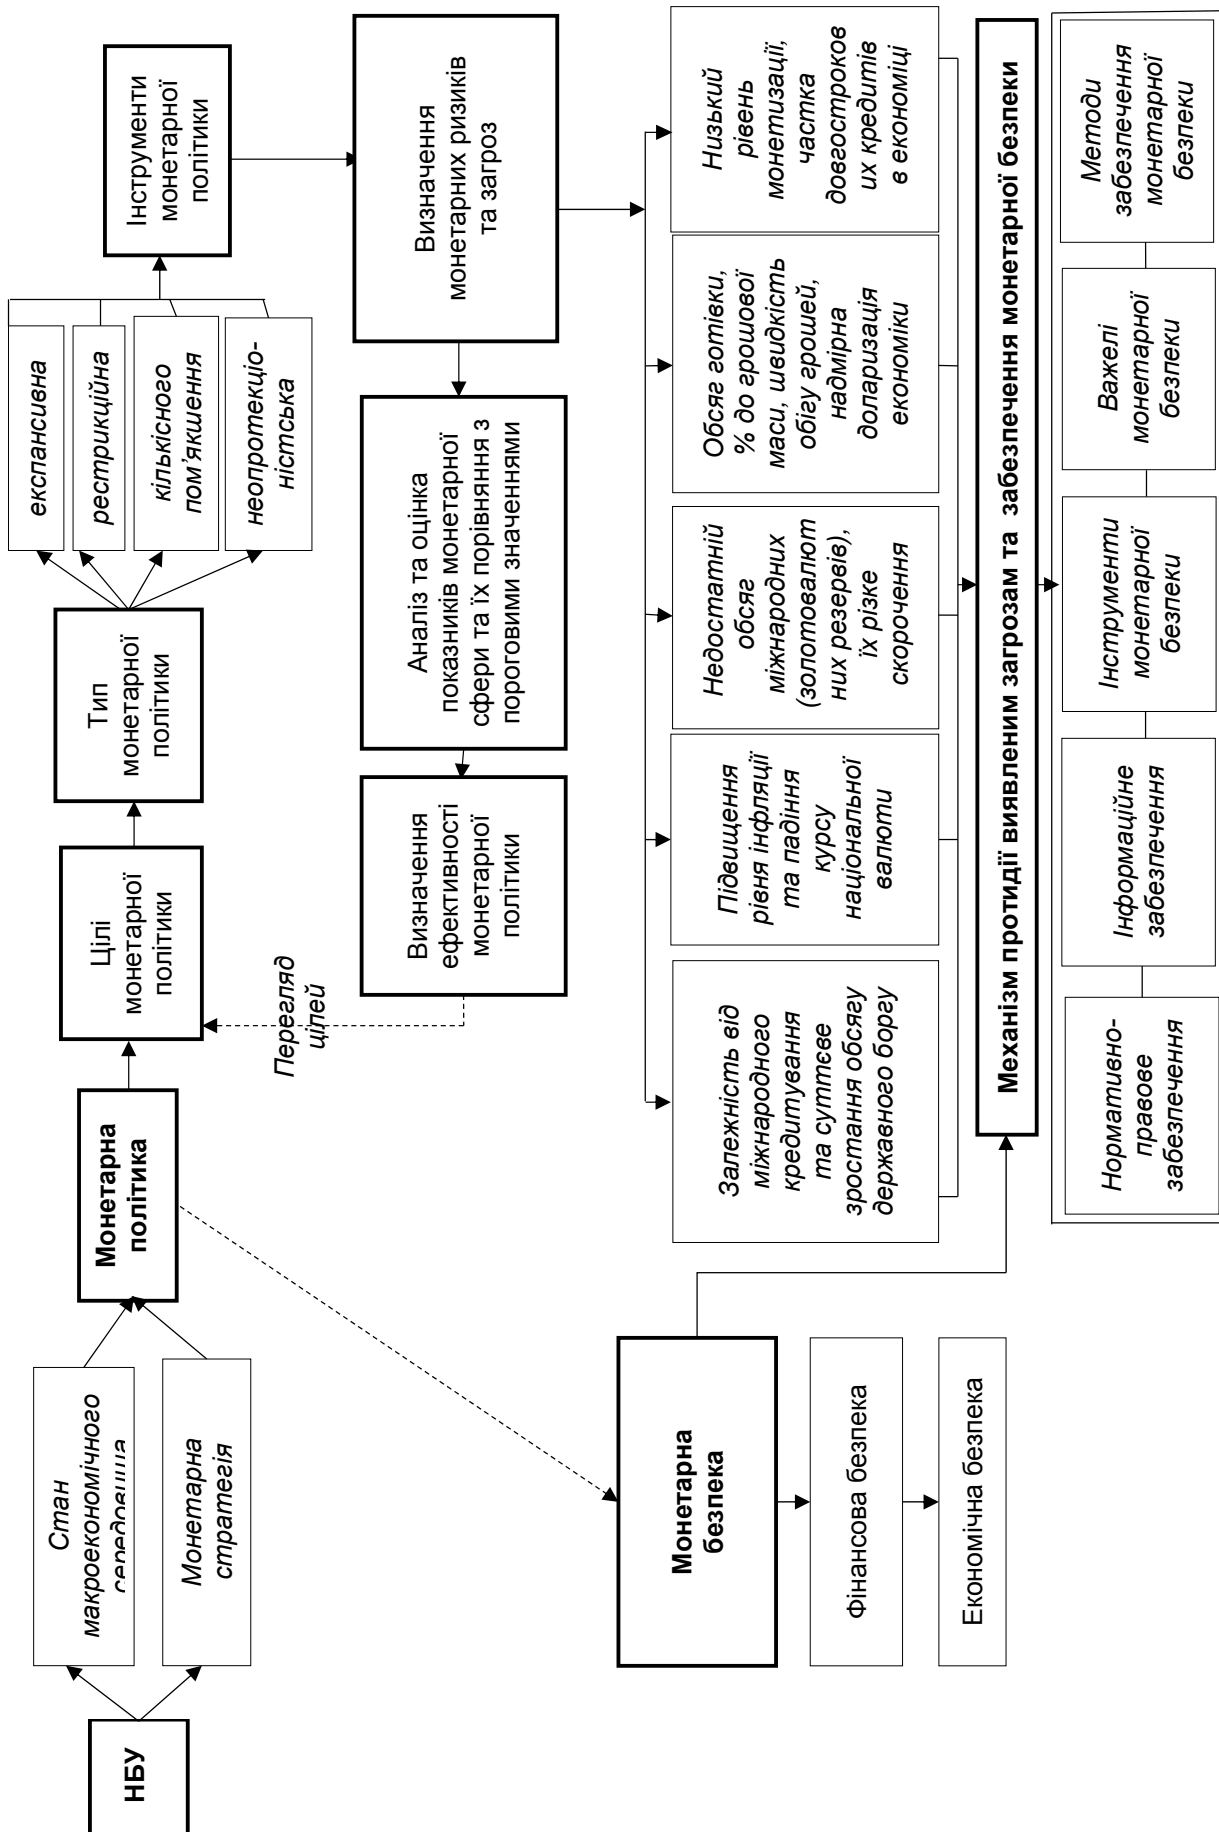 НБУ
Стан
макроекономічного
середовища
Монетарна
стратегія
Монетарна
політика
Цілі
монетарної
політики
Тип
монетарної
політики
експансивна
рестрикційна
кількісного
пом’якшення
неопротекціо-
ністська
Інструменти
монетарної
політики
Перегляд
цілей
Визначення
ефективності
монетарної
політики
Аналіз та оцінка
показників монетарної
сфери та їх порівняння з
пороговими значеннями
Визначення
монетарних ризиків
та загроз
Монетарна
безпека
Фінансова безпека
Економічна безпека
Залежність від
міжнародного
кредитування
та суттєве
зростання обсягу
державного боргу
Підвищення
рівня інфляції
та падіння
курсу
національної
валюти
Недостатній
обсяг
міжнародних
(золотовалют
них резервів),
їх різке
скорочення
Обсяг готівки,
% до грошової
маси, швидкість
обігу грошей,
надмірна
доларизація
економіки
Низький
рівень
монетизації,
частка
довгостроков
их кредитів
в економіці
Механізм протидії виявленим загрозам та забезпечення монетарної безпеки
Нормативно-
правове
забезпечення
Інформаційне
забезпечення
Інструменти
монетарної
безпеки
Важелі
монетарної
безпеки
Методи
забезпечення
монетарної
безпеки